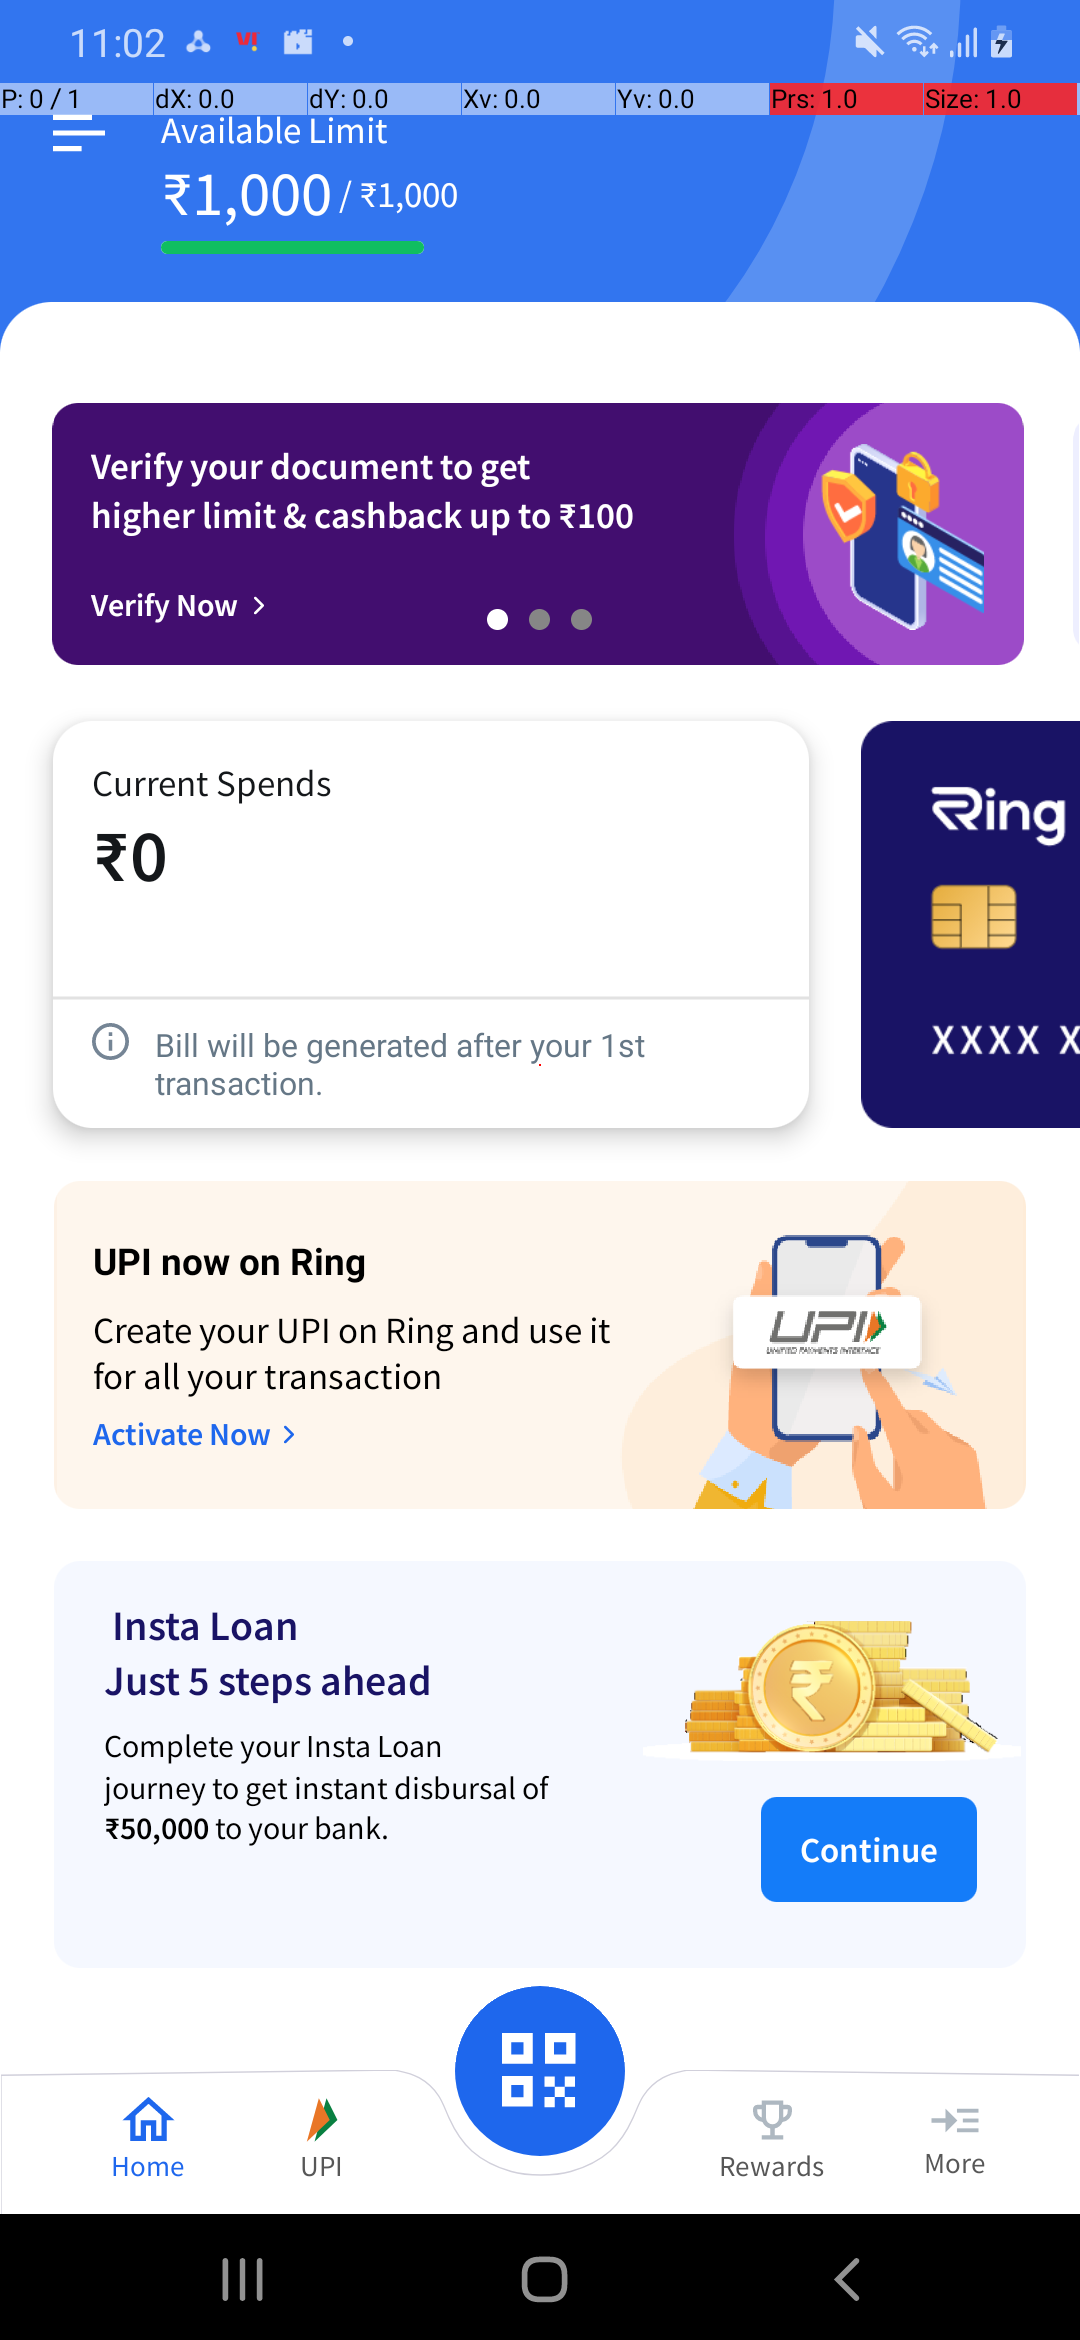 11:02
P: 0 / 1 dX: 0.0 dY: 0.0 Xv: 0.0 Yv: 0.0 Prs: 1.0 Size: 1.0
Available Limit
₹1,000 / ₹1,000
Verify your document to get
higher limit & cashback up to ₹100
Verify Now
Current Spends
₹0
Bill will be generated after your 1st
transaction.
Ring
XXXX X
UPI now on Ring
Create your UPI on Ring and use it
for all your transaction
Activate Now
UPI
UNIFIED PAYMENTS INTERFACE
Insta Loan
Just 5 steps ahead
Complete your Insta Loan
journey to get instant disbursal of
₹50,000 to your bank.
Continue
Home
UPI
Rewards
More